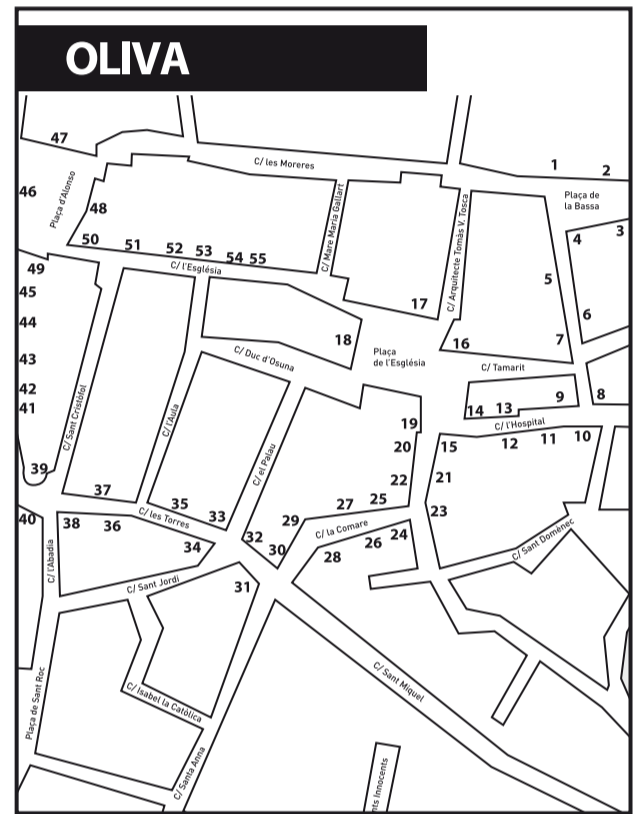 OLIVA
47
C/ les Moreres
1
2
46
Plaça d'Alonso
48
Plaça de
la Bassa
C/ Mare Maria Gallart
C/ Arquitecte Tomàs V. Tosca
3
4
50
51
52
53
54
55
C/ l'Església
49
5
45
17
6
44
18
16
7
Plaça
de l'Església
C/ Duc d'Osuna
C/ Tamarit
43
42
41
C/ Sant Cristòfol
C/ l'Aula
14
13
9
8
19
C/ l'Hospital
20
15
12
11
10
39
C/ el Palau
22
21
37
35
27
25
23
40
38
36
C/ les Torres
33
29
C/ la Comare
32
30
28
26
24
34
C/ Sant Domènec
C/ l'Abadia
C/ Sant Jordi
31
C/ Sant Miquel
C/ Isabel la Catòlica
Plaça de Sant Roc
C/ Santa Anna
nts Innocents